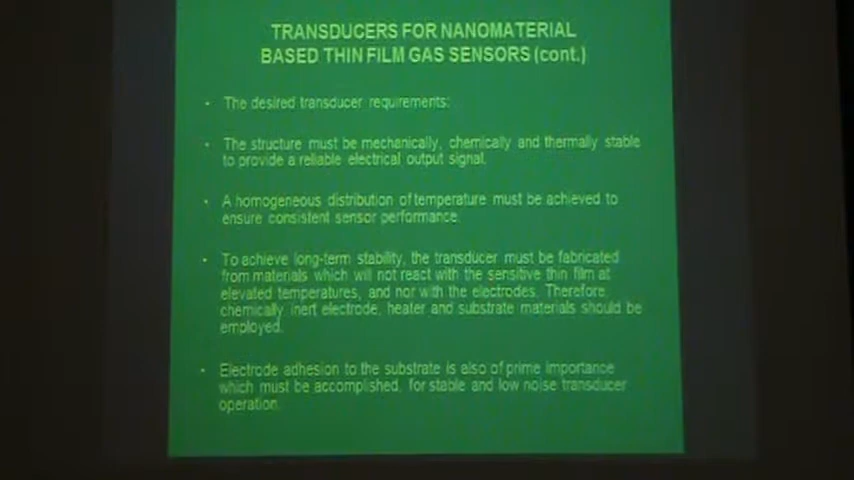 TRANSDUCERS FOR NANOMATERIAL
BASED THIN FILM GAS SENSORS (cont.)
• The desired transducer requirements:
• The structure must be mechanically, chemically and thermally stable
to provide a reliable electrical output signal.
• A homogeneous distribution of temperature must be achieved to
ensure consistent sensor performance.
• To achieve long-term stability, the transducer must be fabricated
from materials which will not react with the sensitive thin film at
elevated temperatures, and nor with the electrodes. Therefore,
chemically inert electrode, heater and substrate materials should be
employed.
• Electrode adhesion to the substrate is also of prime importance
which must be accomplished, for stable and low noise transducer
operation.